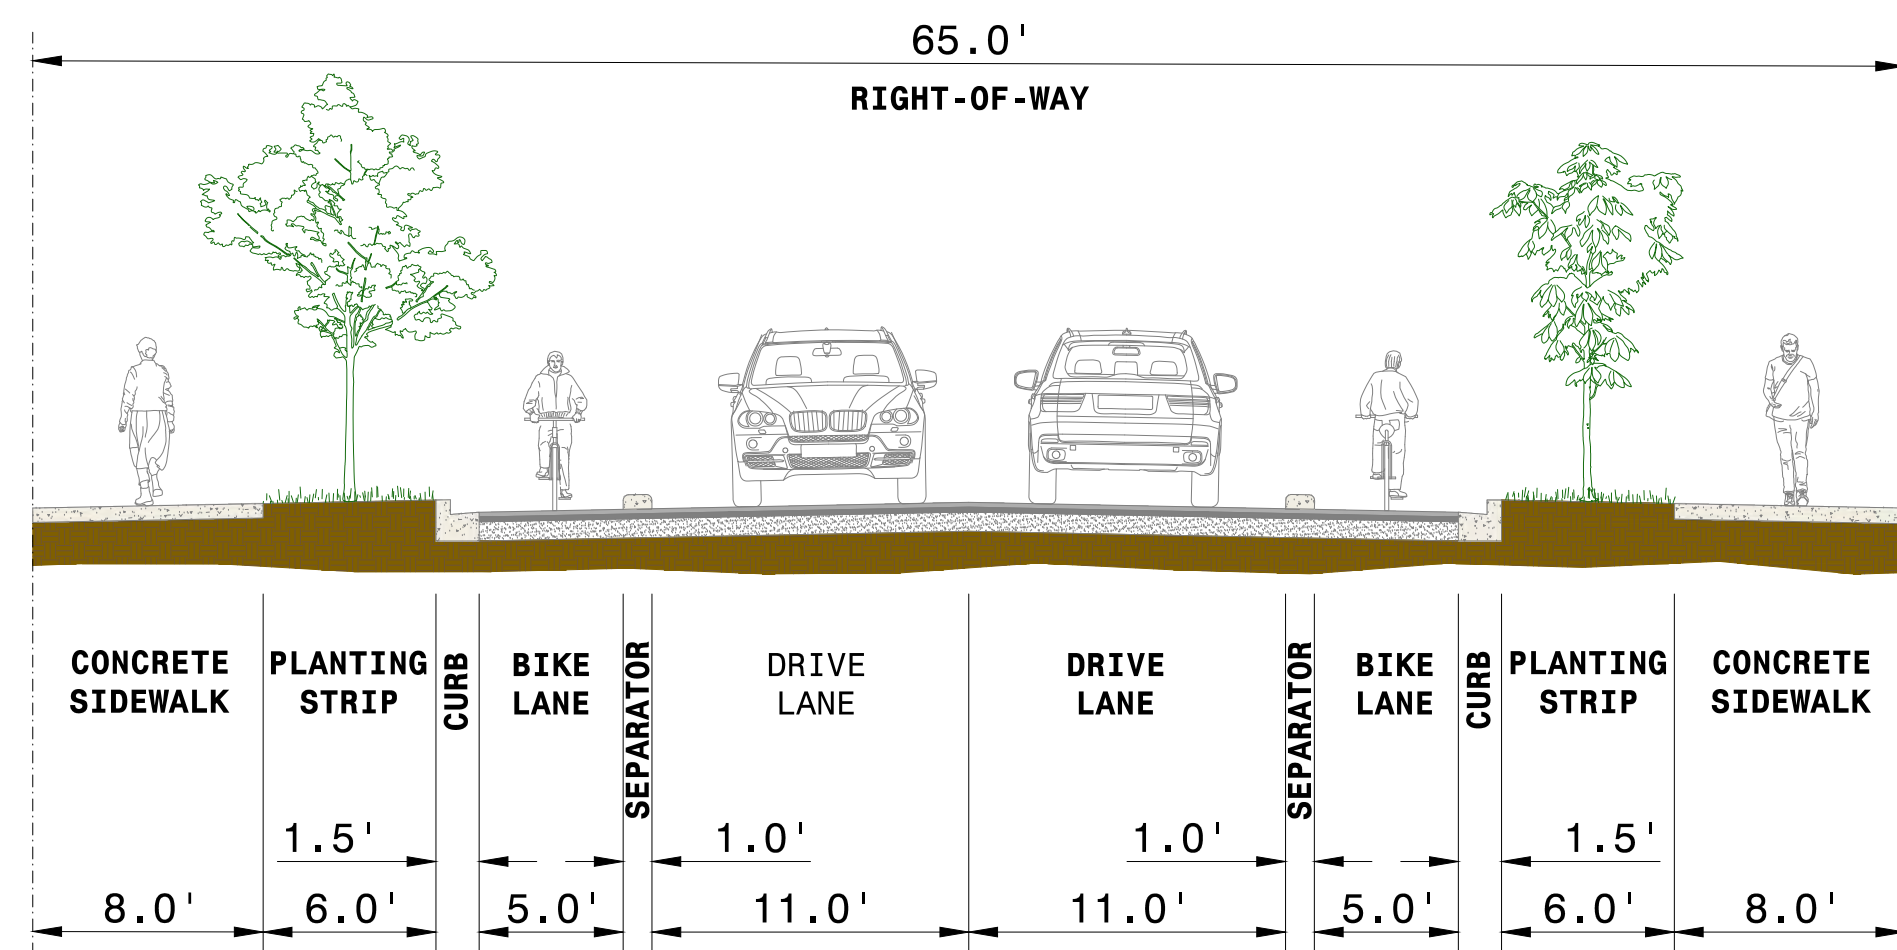 65.0'
RIGHT-OF-WAY
CONCRETE
SIDEWALK
PLANTING
STRIP
CURB
BIKE
LANE
SEPARATOR
DRIVE
LANE
DRIVE
LANE
SEPARATOR
BIKE
LANE
CURB
PLANTING
STRIP
CONCRETE
SIDEWALK
1.5'
1.0'
1.0'
1.5'
8.0'
6.0'
5.0'
11.0'
11.0'
5.0'
6.0'
8.0'